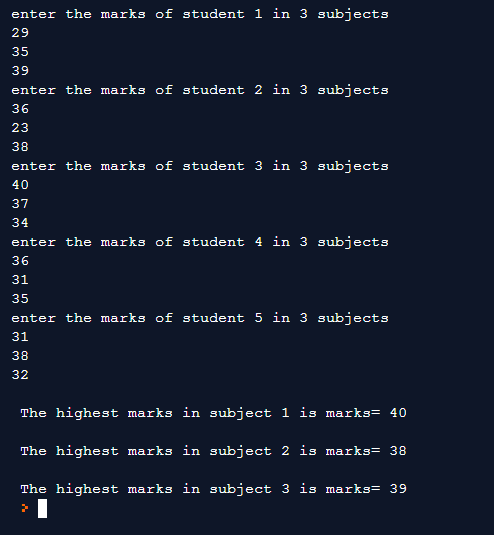 enter the marks of student 1 in 3 subjects
29
35
39
enter the marks of student 2 in 3 subjects
36
23
38
enter the marks of student 3 in 3 subjects
40
37
34
enter the marks of student 4 in 3 subjects
36
31
35
enter the marks of student 5 in 3 subjects
31
38
32
The highest marks in subject 1 is marks= 40
The highest marks in subject 2 is marks= 38
The highest marks in subject 3 is marks= 39
>